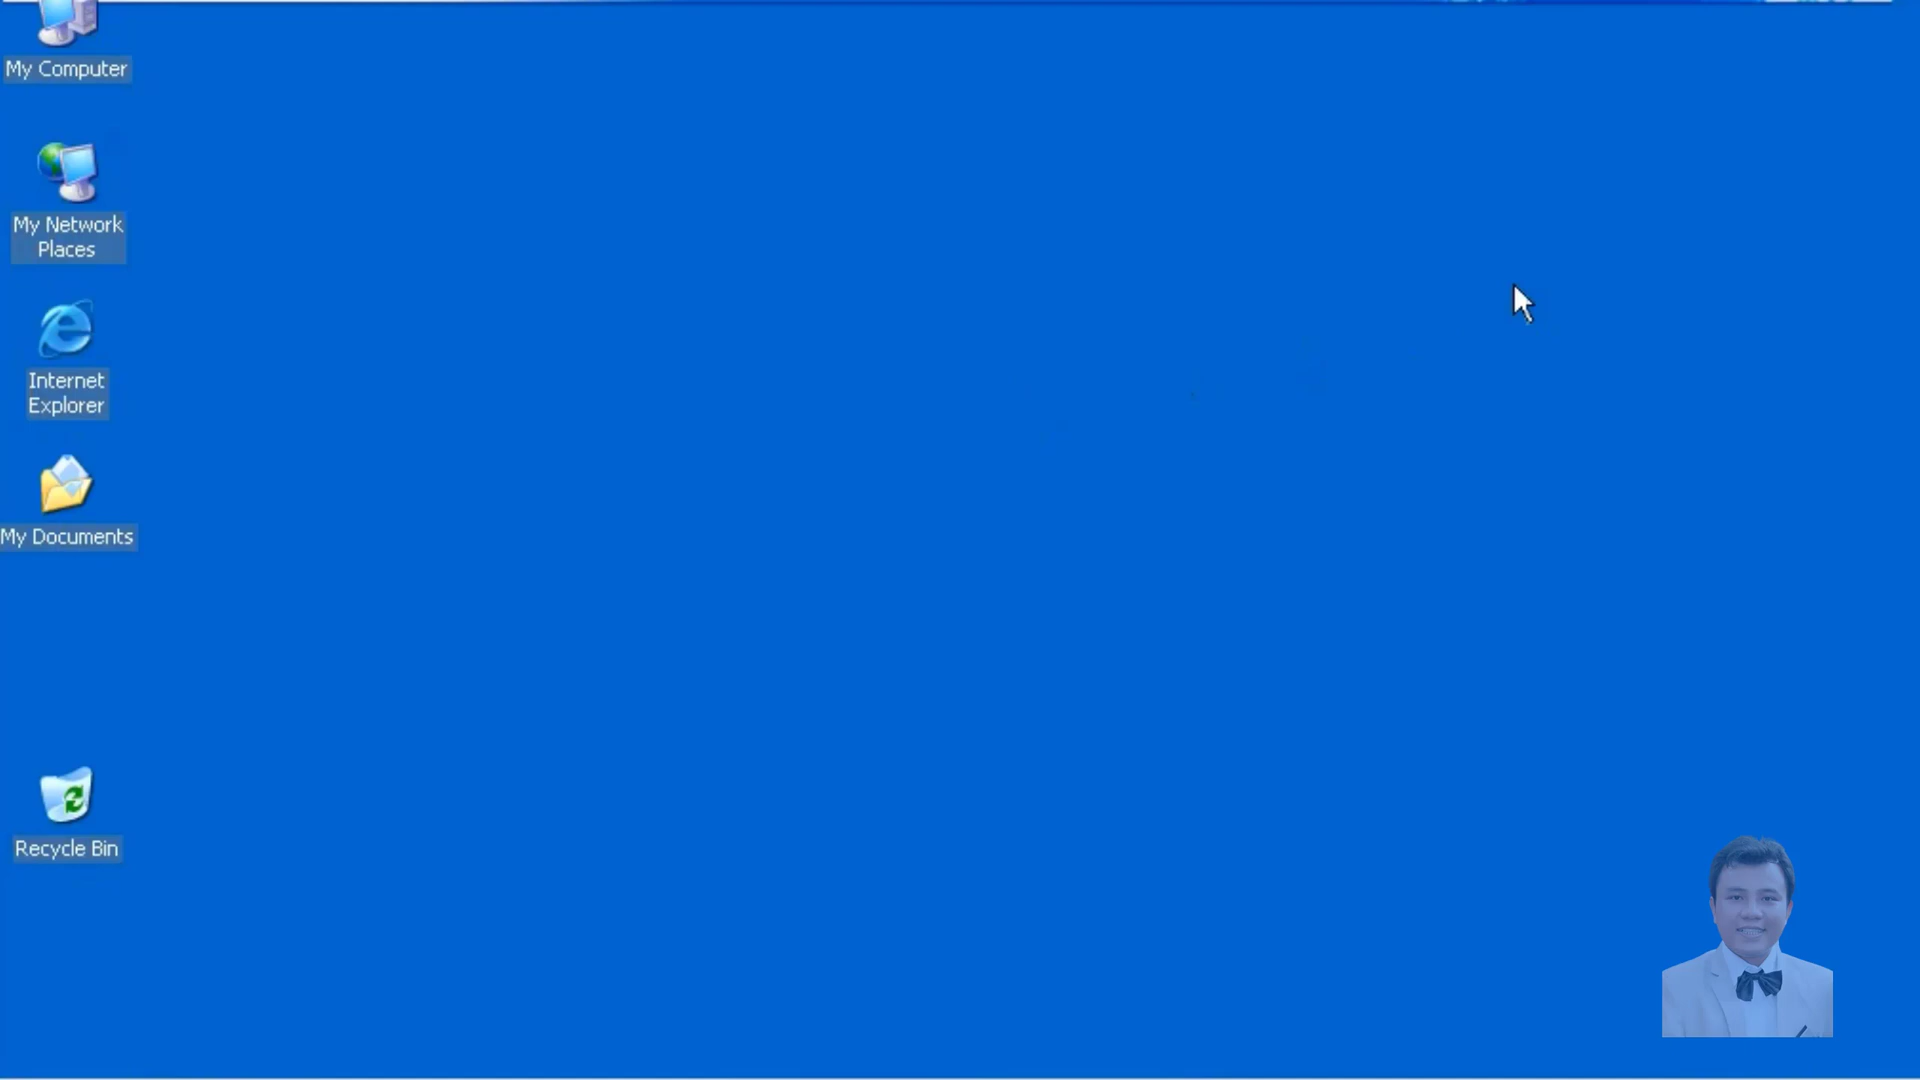 My Computer
My Network
Places
Internet
Explorer
My Documents
Recycle Bin